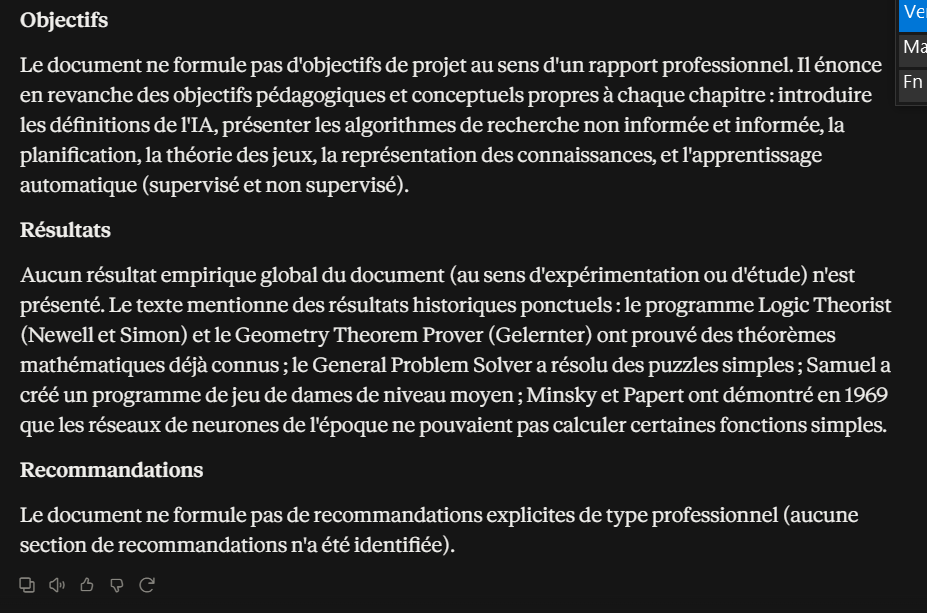 Objectifs
Le document ne formule pas d'objectifs de projet au sens d'un rapport professionnel. Il énonce
en revanche des objectifs pédagogiques et conceptuels propres à chaque chapitre : introduire
les définitions de l'IA, présenter les algorithmes de recherche non informée et informée, la
planification, la théorie des jeux, la représentation des connaissances, et l'apprentissage
automatique (supervisé et non supervisé).
Résultats
Aucun résultat empirique global du document (au sens d'expérimentation ou d'étude) n'est
présenté. Le texte mentionne des résultats historiques ponctuels : le programme Logic Theorist
(Newell et Simon) et le Geometry Theorem Prover (Gelernter) ont prouvé des théorèmes
mathématiques déjà connus ; le General Problem Solver a résolu des puzzles simples ; Samuel a
créé un programme de jeu de dames de niveau moyen ; Minsky et Papert ont démontré en 1969
que les réseaux de neurones de l'époque ne pouvaient pas calculer certaines fonctions simples.
Recommandations
Le document ne formule pas de recommandations explicites de type professionnel (aucune
section de recommandations n'a été identifiée).
Fn